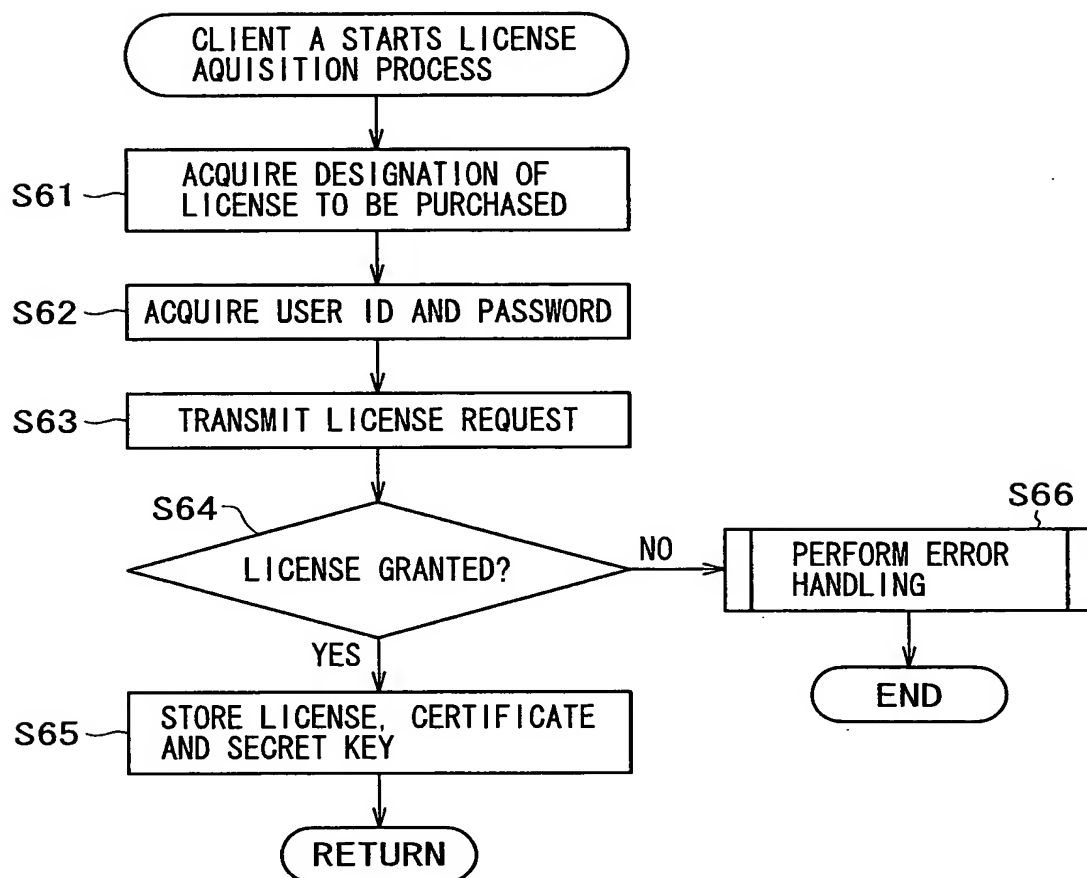 CLIENT A STARTS LICENSE
AQUISITION PROCESS
S61
ACQUIRE DESIGNATION OF
LICENSE TO BE PURCHASED
S62
ACQUIRE USER ID AND PASSWORD
S63
TRANSMIT LICENSE REQUEST
S64
LICENSE GRANTED?
NO
S66
PERFORM ERROR
HANDLING
END
YES
S65
STORE LICENSE, CERTIFICATE
AND SECRET KEY
RETURN